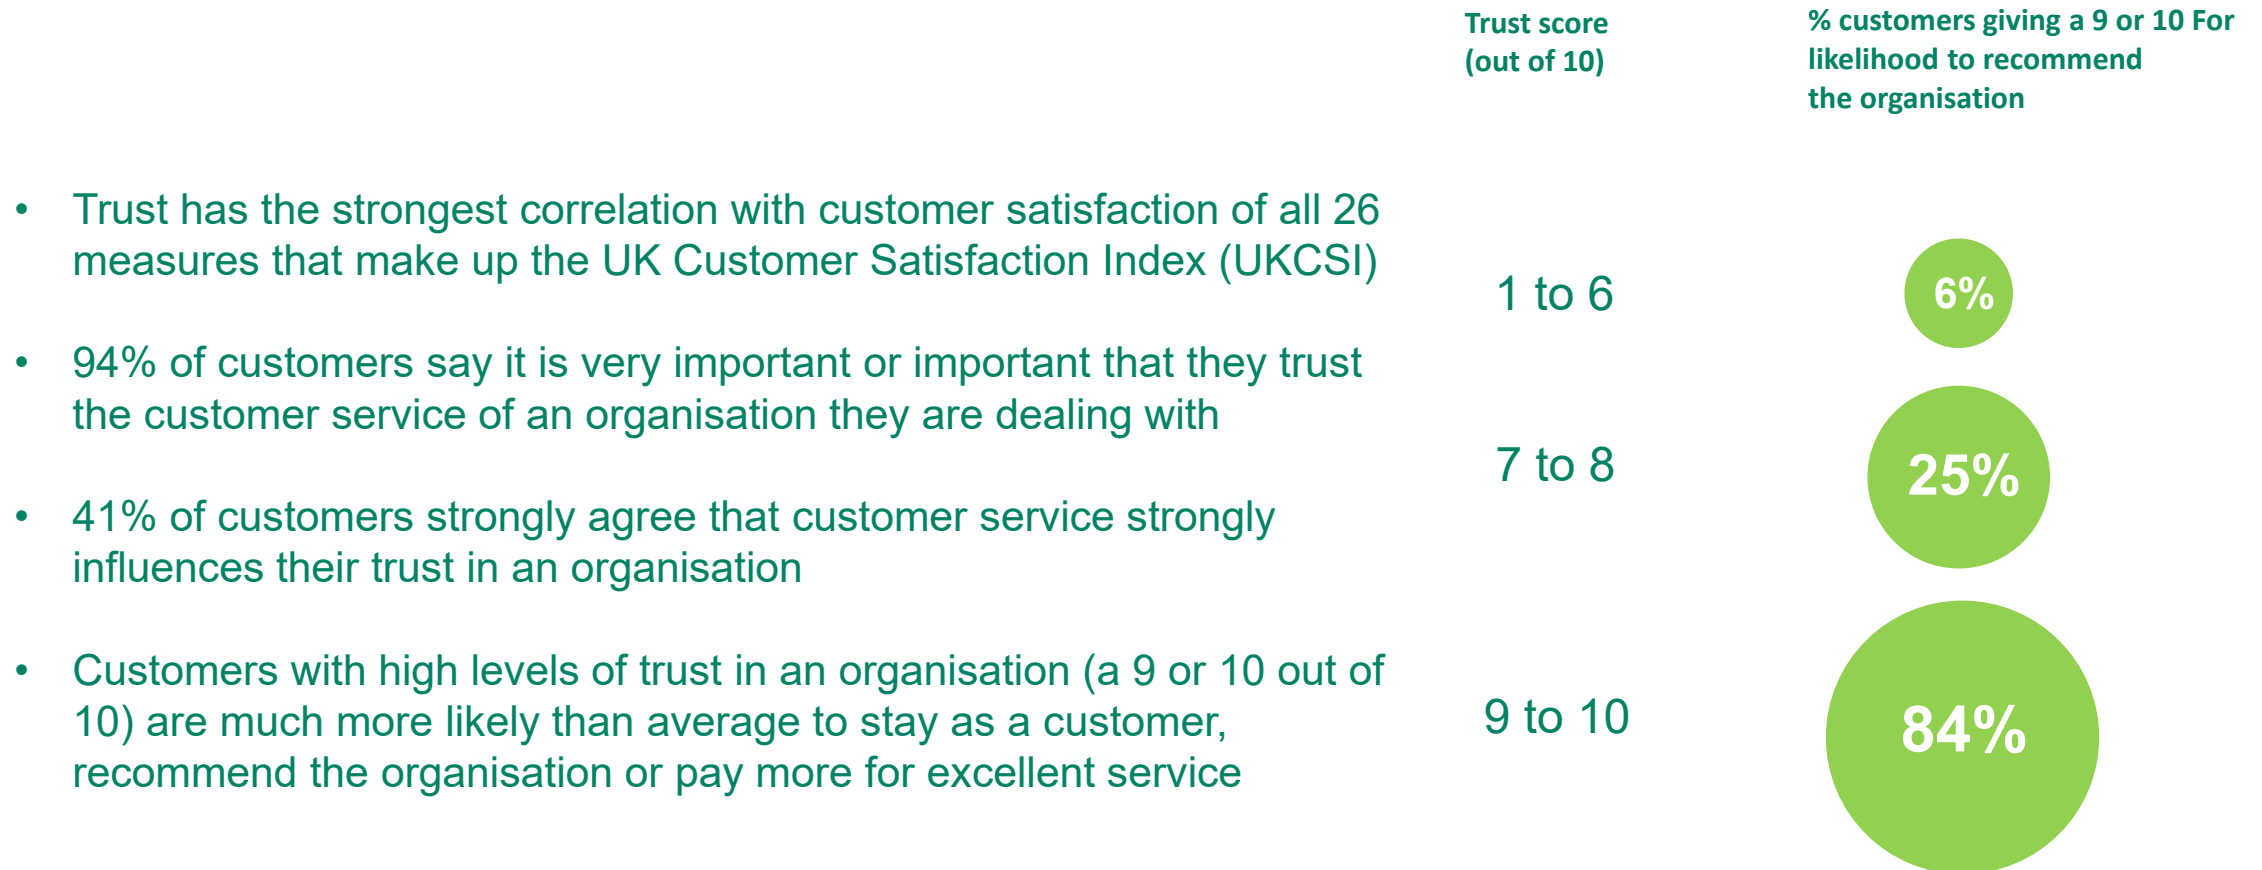 Trust score
(out of 10)
% customers giving a 9 or 10 For
likelihood to recommend
the organisation
• Trust has the strongest correlation with customer satisfaction of all 26
measures that make up the UK Customer Satisfaction Index (UKCSI)
• 94% of customers say it is very important or important that they trust
the customer service of an organisation they are dealing with
• 41% of customers strongly agree that customer service strongly
influences their trust in an organisation
• Customers with high levels of trust in an organisation (a 9 or 10 out of
10) are much more likely than average to stay as a customer,
recommend the organisation or pay more for excellent service
1 to 6
6%
7 to 8
25%
9 to 10
84%